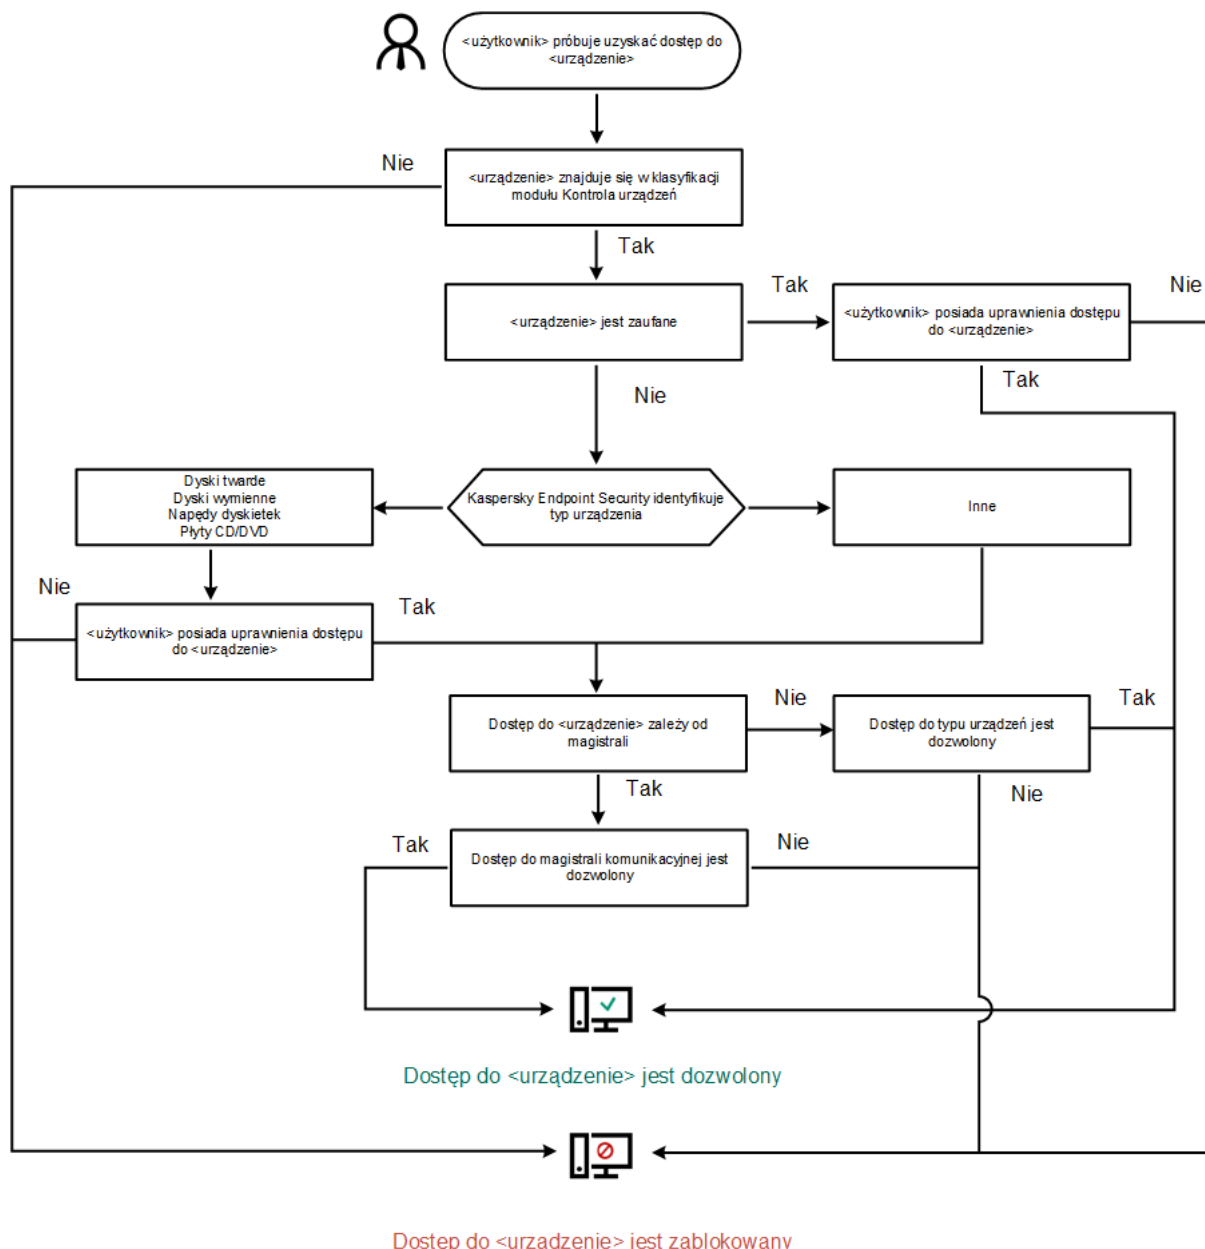 <użytkownik> próbuje uzyskać dostęp do
<urządzenie>
Nie
<urządzenie> znajduje się w klasyfikacji
modułu Kontrola urządzeń
Tak
<urządzenie> jest zaufane
Tak
<użytkownik> posiada uprawnienia dostępu
do <urządzenie>
Nie
Tak
Nie
Dyski twarde
Dyski wymienne
Napędy dyskietek
Płyty CD/DVD
Kaspersky Endpoint Security identyfikuje
typ urządzenia
Inne
Nie
<użytkownik> posiada uprawnienia dostępu
do <urządzenie>
Tak
Dostęp do <urządzenie> zależy od
magistrali
Nie
Dostęp do typu urządzeń jest
dozwolony
Tak
Tak
Nie
Tak
Dostęp do magistrali komunikacyjnej jest
dozwolony
Nie
Dostęp do <urządzenie> jest dozwolony
Dostęp do <urządzenie> jest zablokowany